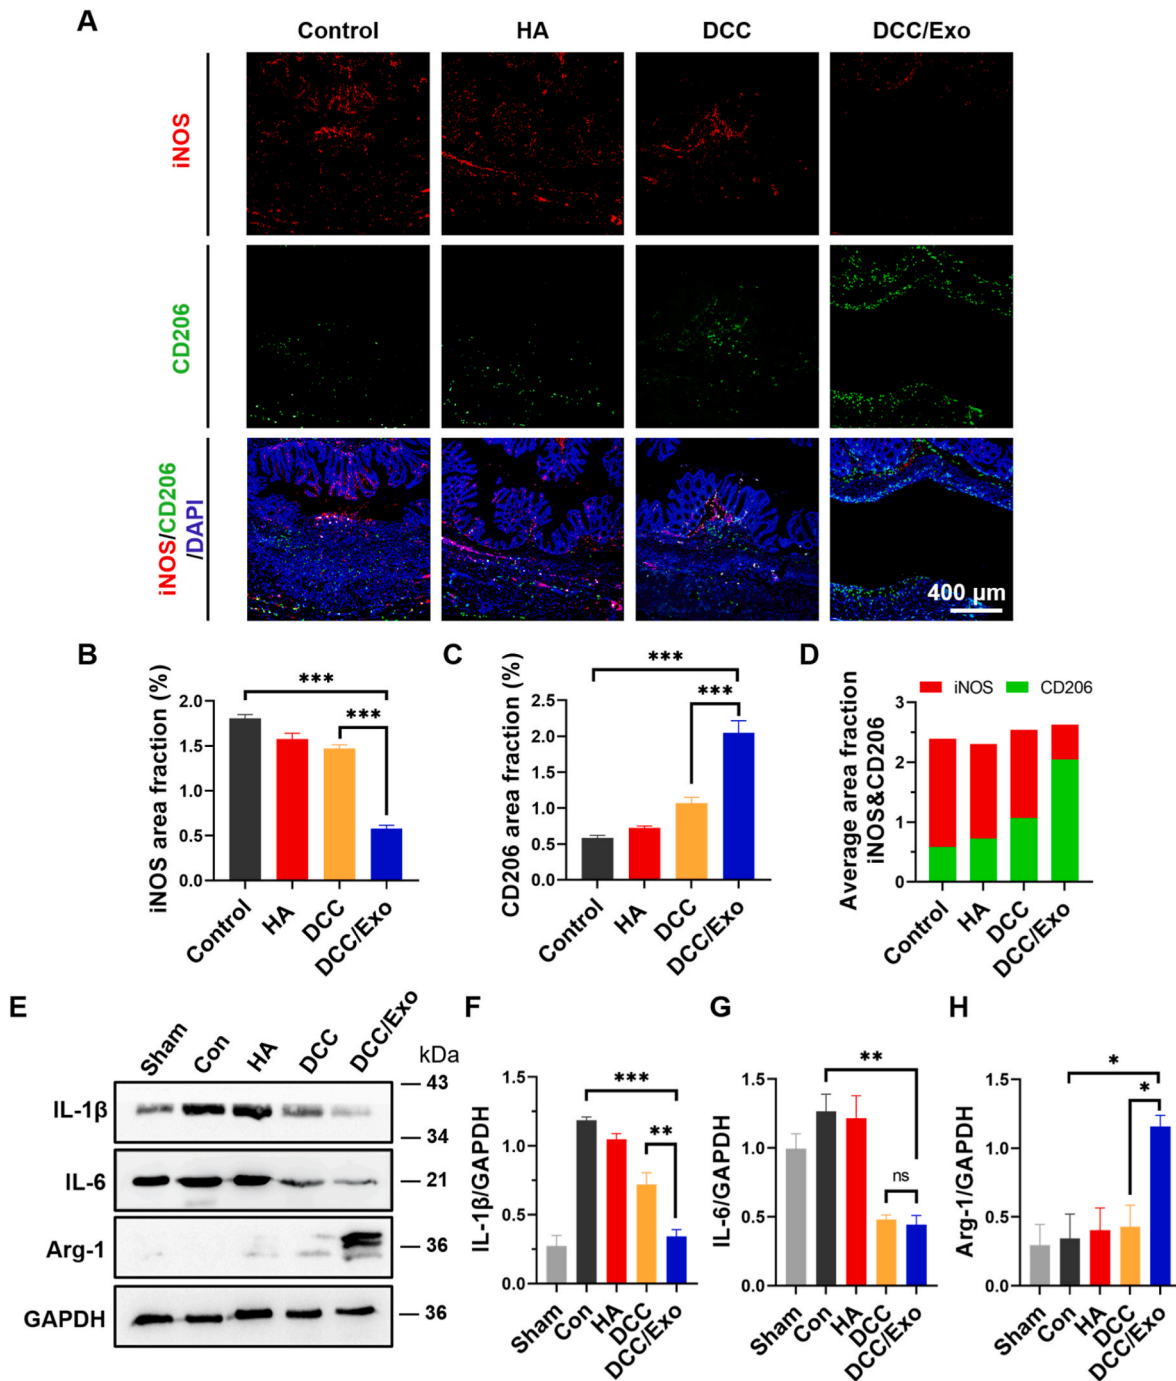 A
Control
HA
DCC
DCC/Exo
iNOS
CD206
iNOS/CD206
/DAPI
400 µm
B
iNOS area fraction (%)
2.0
1.5
1.0
0.5
0.0
***
***
Control
HA
DCC
DCC/Exo
C
CD206 area fraction (%)
2.5
2.0
1.5
1.0
0.5
0.0
***
***
Control
HA
DCC
DCC/Exo
D
iNOS
CD206
Average area fraction
iNOS&CD206
3
2
1
0
Control
HA
DCC
DCC/Exo
E
Sham
Con
HA
DCC
DCC/Exo
kDa
IL-1β
43
34
IL-6
21
Arg-1
36
GAPDH
36
F
IL-1β/GAPDH
1.5
1.0
0.5
0.0
***
**
Sham
Con
HA
DCC
DCC/Exo
G
IL-6/GAPDH
1.5
1.0
0.5
0.0
**
ns
Sham
Con
HA
DCC
DCC/Exo
H
Arg-1/GAPDH
1.5
1.0
0.5
0.0
*
*
Sham
Con
HA
DCC
DCC/Exo